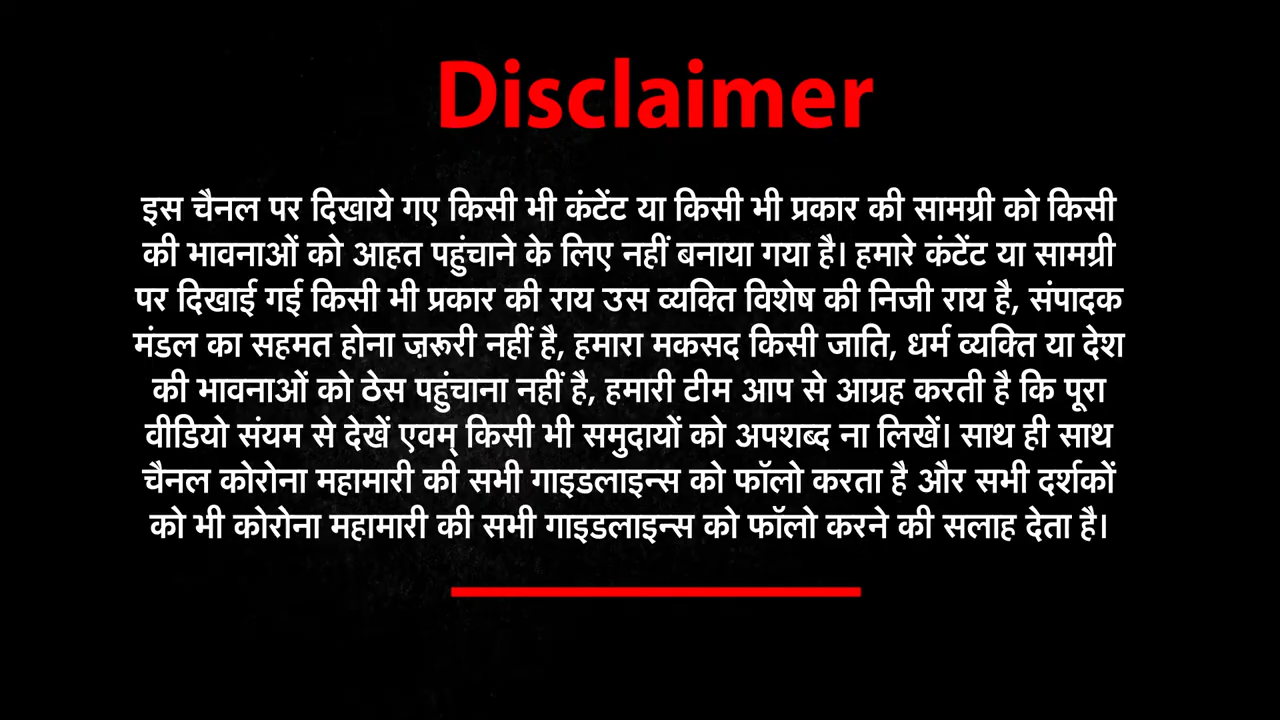 Disclaimer
इस चैनल पर दिखाये गए किसी भी कंटेंट या किसी भी प्रकार की सामग्री को किसी
की भावनाओं को आहत पहुंचाने के लिए नहीं बनाया गया है। हमारे कंटेंट या सामग्री
पर दिखाई गई किसी भी प्रकार की राय उस व्यक्ति विशेष की निजी राय है, संपादक
मंडल का सहमत होना ज़रूरी नहीं है, हमारा मकसद किसी जाति, धर्म व्यक्ति या देश
की भावनाओं को ठेस पहुंचाना नहीं है, हमारी टीम आप से आग्रह करती है कि पूरा
वीडियो संयम से देखें एवम् किसी भी समुदायों को अपशब्द ना लिखें। साथ ही साथ
चैनल कोरोना महामारी की सभी गाइडलाइन्स को फॉलो करता है और सभी दर्शकों
को भी कोरोना महामारी की सभी गाइडलाइन्स को फॉलो करने की सलाह देता है।